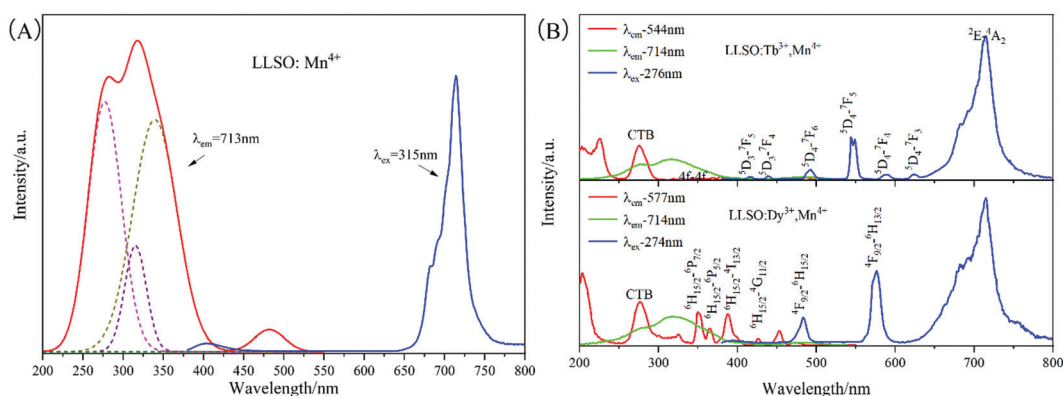 (A)
LLSO: Mn⁴⁺
λem=713nm
λex=315nm
Intensity/a.u.
200 250 300 350 400 450 500 550 600 650 700 750 800
Wavelength/nm
(B)
λem-544nm
λem-714nm
λex-276nm
LLSO:Tb³⁺,Mn⁴⁺
²E-⁴A₂
CTB
4f-4f
⁵D₃-⁷F₅
⁵D₃-⁷F₄
⁵D₄-⁷F₆
⁵D₄-⁷F₅
⁵D₄-⁷F₄
⁵D₄-⁷F₃
λem-577nm
λem-714nm
λex-274nm
LLSO:Dy³⁺,Mn⁴⁺
CTB
⁶H₁₅/₂-⁶P₇/₂
⁶H₁₅/₂-⁶P₅/₂
⁶H₁₅/₂-⁴I₁₃/₂
⁶H₁₅/₂-⁴G₁₁/₂
⁴F₉/₂-⁶H₁₅/₂
⁴F₉/₂-⁶H₁₃/₂
Intensity/a.u.
200 300 400 500 600 700 800
Wavelength/nm